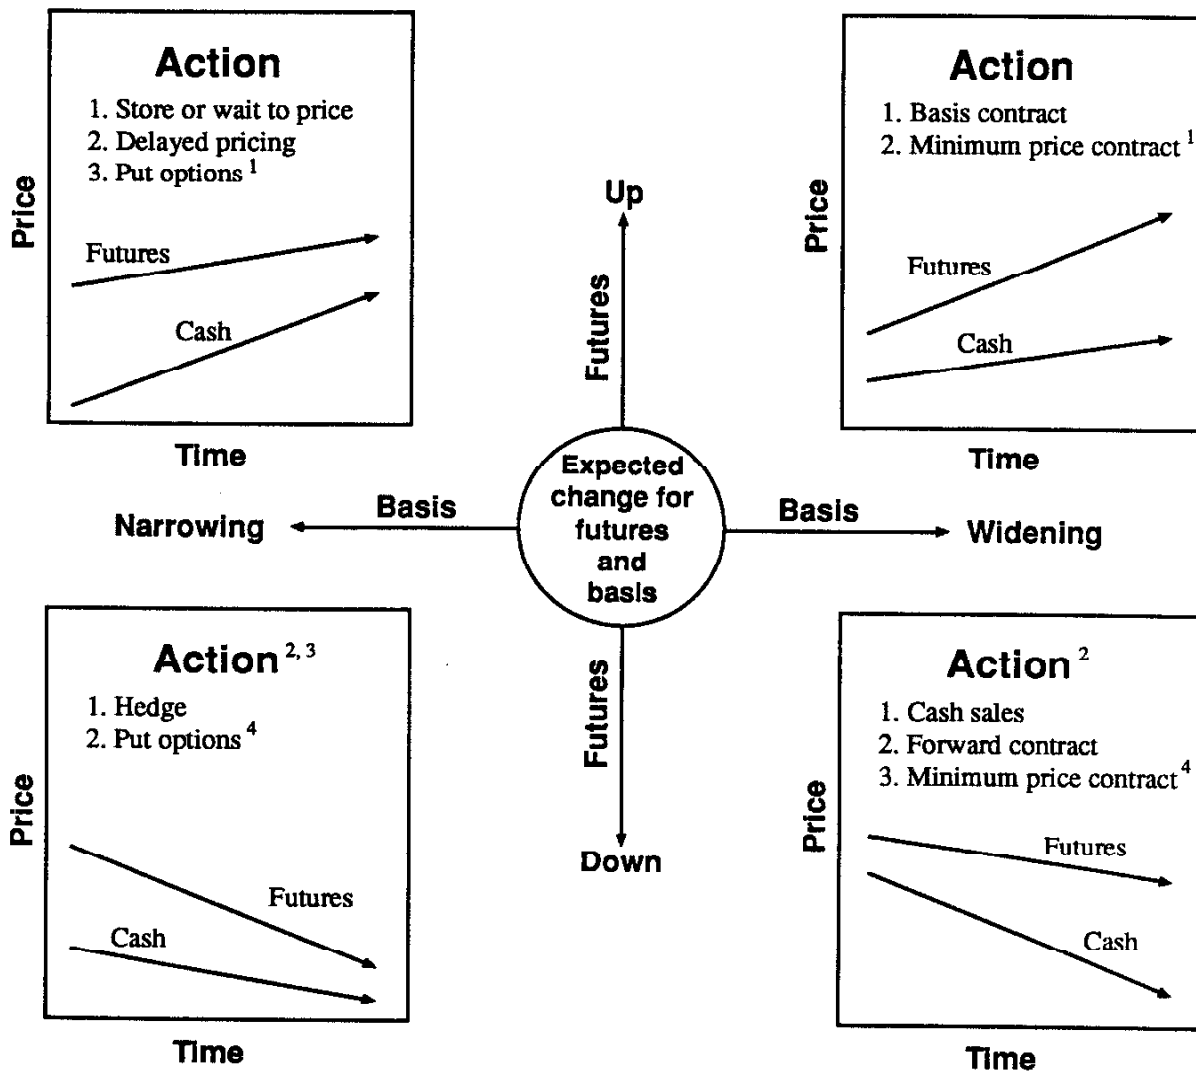 Action
1. Store or wait to price
2. Delayed pricing
3. Put options 1
Futures
Cash
Price
Time
Action
1. Basis contract
2. Minimum price contract 1
Futures
Cash
Price
Time
Up
Futures
Narrowing
Basis
Expected
change for
futures
and
basis
Basis
Widening
Futures
Down
Action 2, 3
1. Hedge
2. Put options 4
Futures
Cash
Price
Time
Action 2
1. Cash sales
2. Forward contract
3. Minimum price contract 4
Futures
Cash
Price
Time